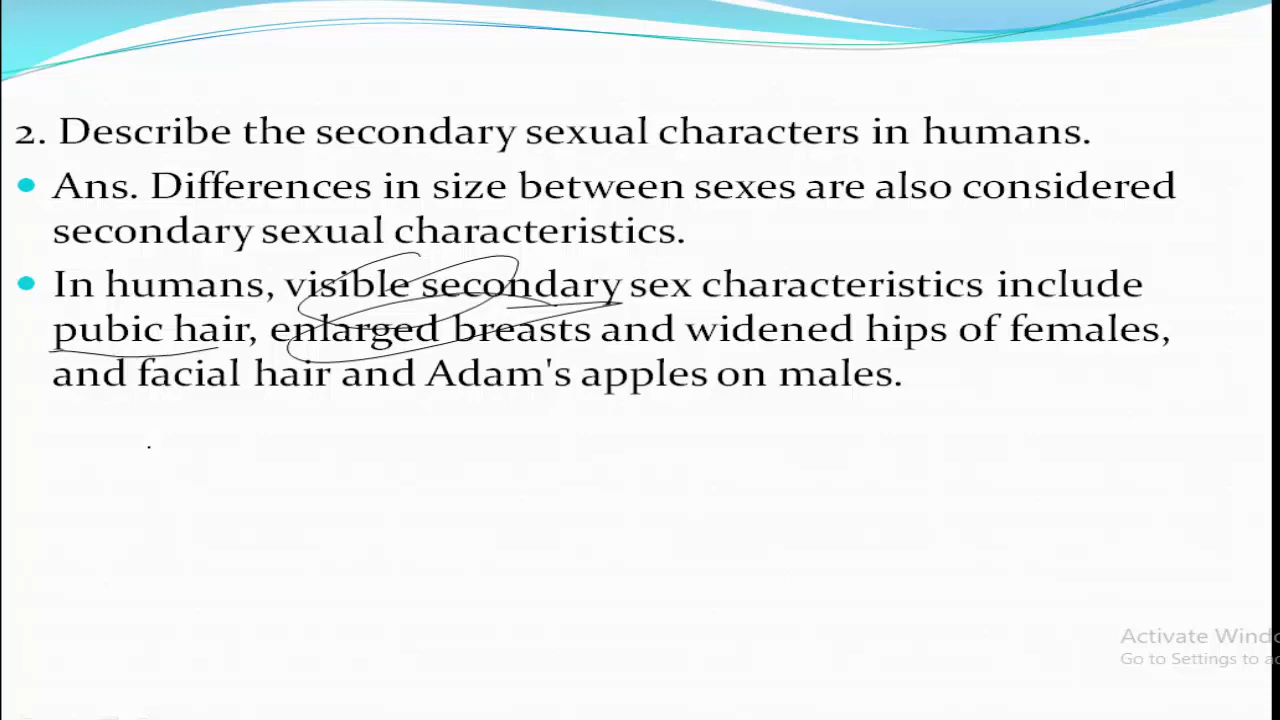 2. Describe the secondary sexual characters in humans.
• Ans. Differences in size between sexes are also considered
secondary sexual characteristics.
• In humans, visible secondary sex characteristics include
pubic hair, enlarged breasts and widened hips of females,
and facial hair and Adam's apples on males.
Activate Windo
Go to Settings to ac